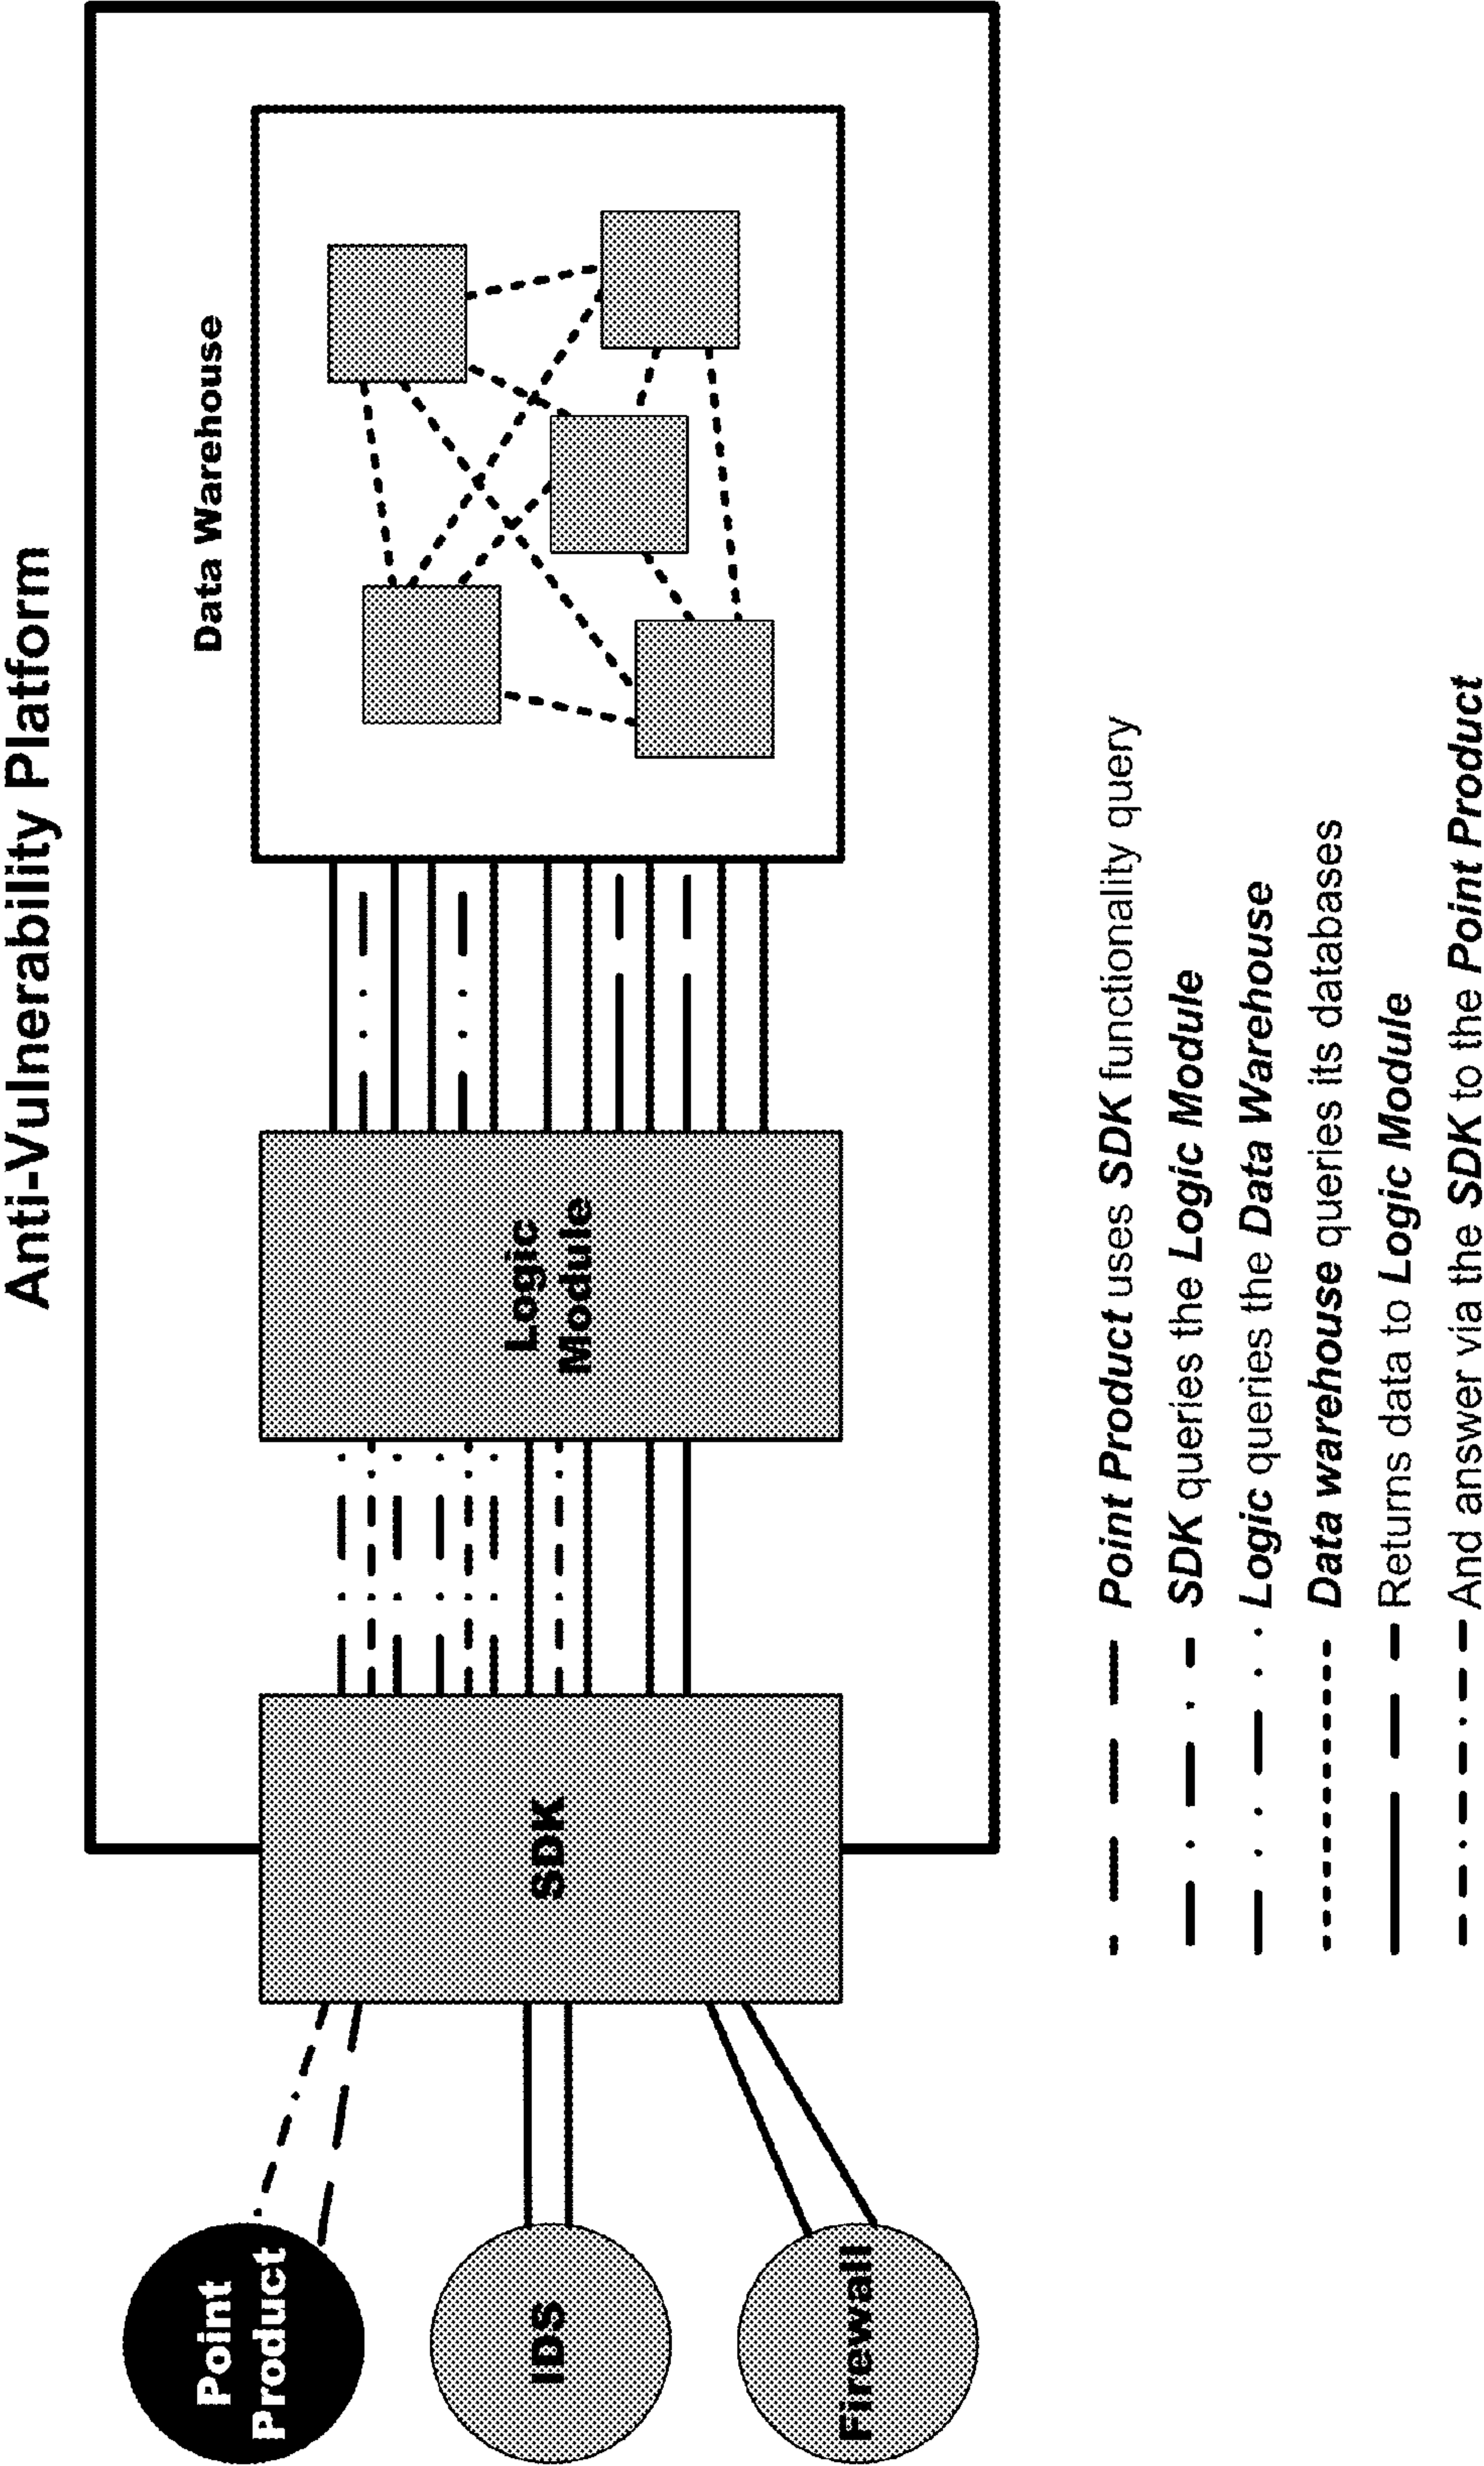 Anti-Vulnerability Platform
Data Warehouse
Point
Product
IDS
Firewall
SDK
Logic
Module
Point Product uses SDK functionality query
SDK queries the Logic Module
Logic queries the Data Warehouse
Data warehouse queries its databases
Returns data to Logic Module
And answer via the SDK to the Point Product